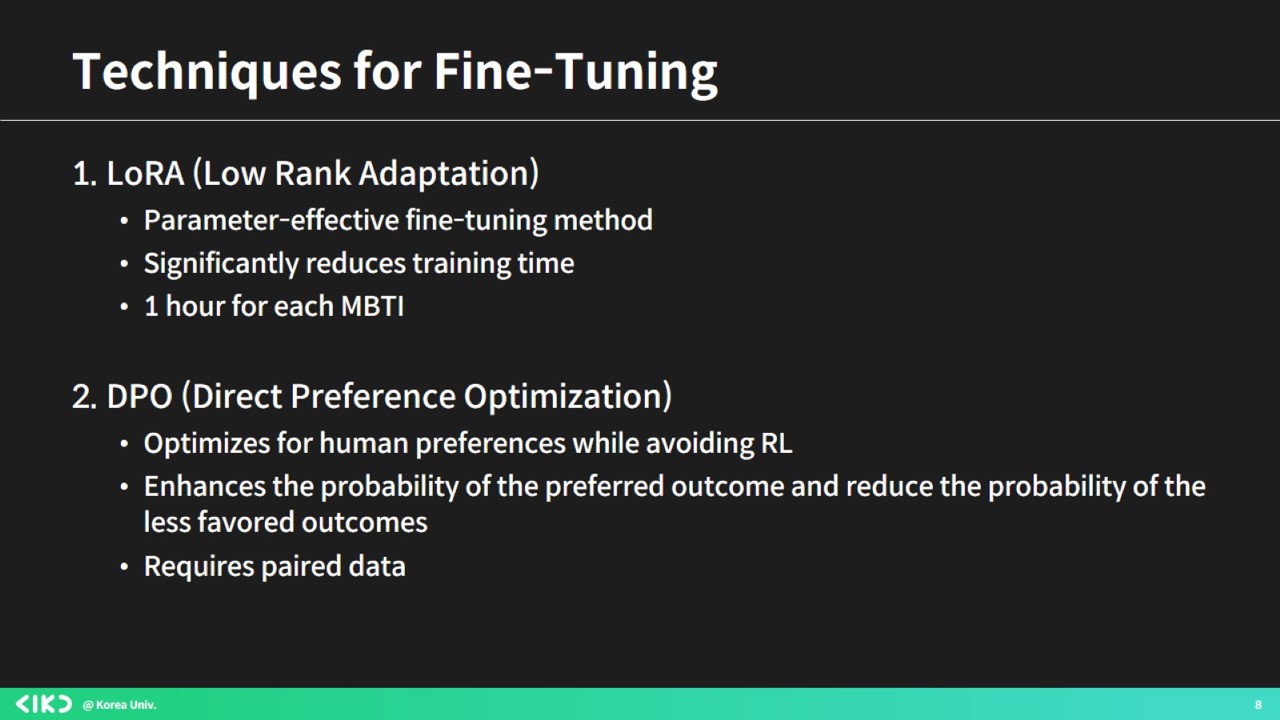 Techniques for Fine-Tuning
1. LoRA (Low Rank Adaptation)
• Parameter-effective fine-tuning method
• Significantly reduces training time
• 1 hour for each MBTI
2. DPO (Direct Preference Optimization)
• Optimizes for human preferences while avoiding RL
• Enhances the probability of the preferred outcome and reduce the probability of the
less favored outcomes
• Requires paired data
@ Korea Univ.
8